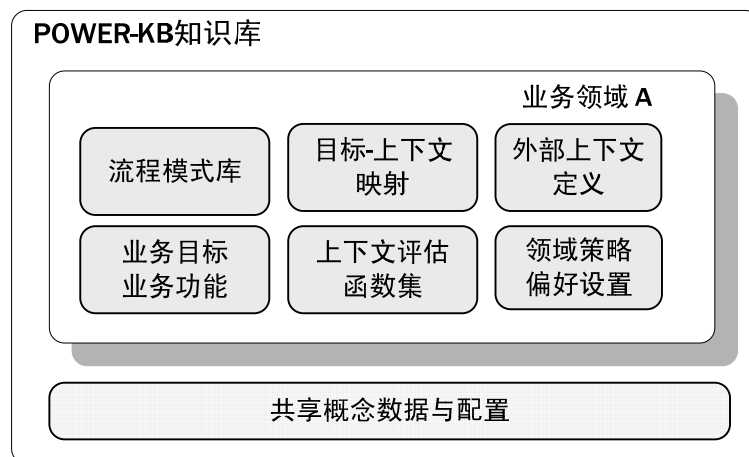 POWER-KB知识库
业务领域 A
流程模式库
目标-上下文
映射
外部上下文
定义
业务目标
业务功能
上下文评估
函数集
领域策略
偏好设置
共享概念数据与配置